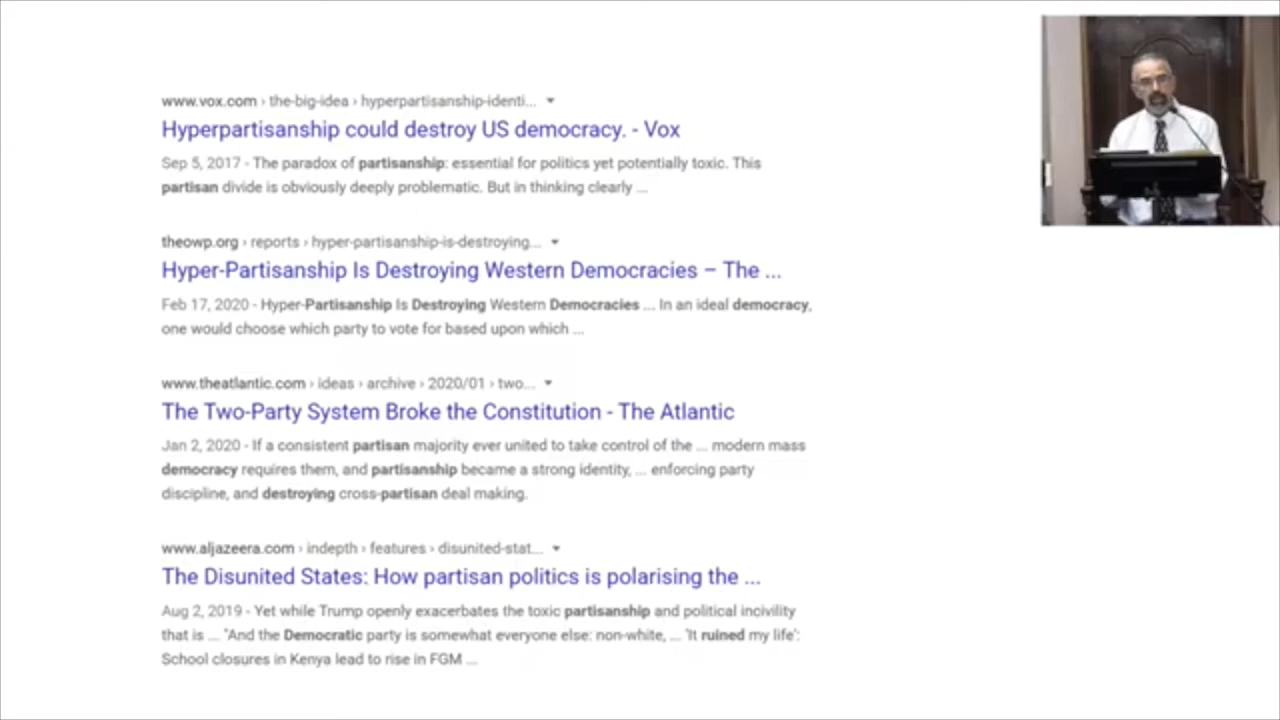 www.vox.com › the-big-idea › hyperpartisanship-identi...
Hyperpartisanship could destroy US democracy. - Vox
Sep 5, 2017 - The paradox of partisanship: essential for politics yet potentially toxic. This
partisan divide is obviously deeply problematic. But in thinking clearly ...
theowp.org › reports › hyper-partisanship-is-destroying...
Hyper-Partisanship Is Destroying Western Democracies – The ...
Feb 17, 2020 - Hyper-Partisanship Is Destroying Western Democracies ... In an ideal democracy,
one would choose which party to vote for based upon which ...
www.theatlantic.com › ideas › archive › 2020/01 › two...
The Two-Party System Broke the Constitution - The Atlantic
Jan 2, 2020 - If a consistent partisan majority ever united to take control of the ... modern mass
democracy requires them, and partisanship became a strong identity, ... enforcing party
discipline, and destroying cross-partisan deal making.
www.aljazeera.com › indepth › features › disunited-stat...
The Disunited States: How partisan politics is polarising the ...
Aug 2, 2019 - Yet while Trump openly exacerbates the toxic partisanship and political incivility
that is ... "And the Democratic party is somewhat everyone else: non-white, ... 'It ruined my life':
School closures in Kenya lead to rise in FGM ...